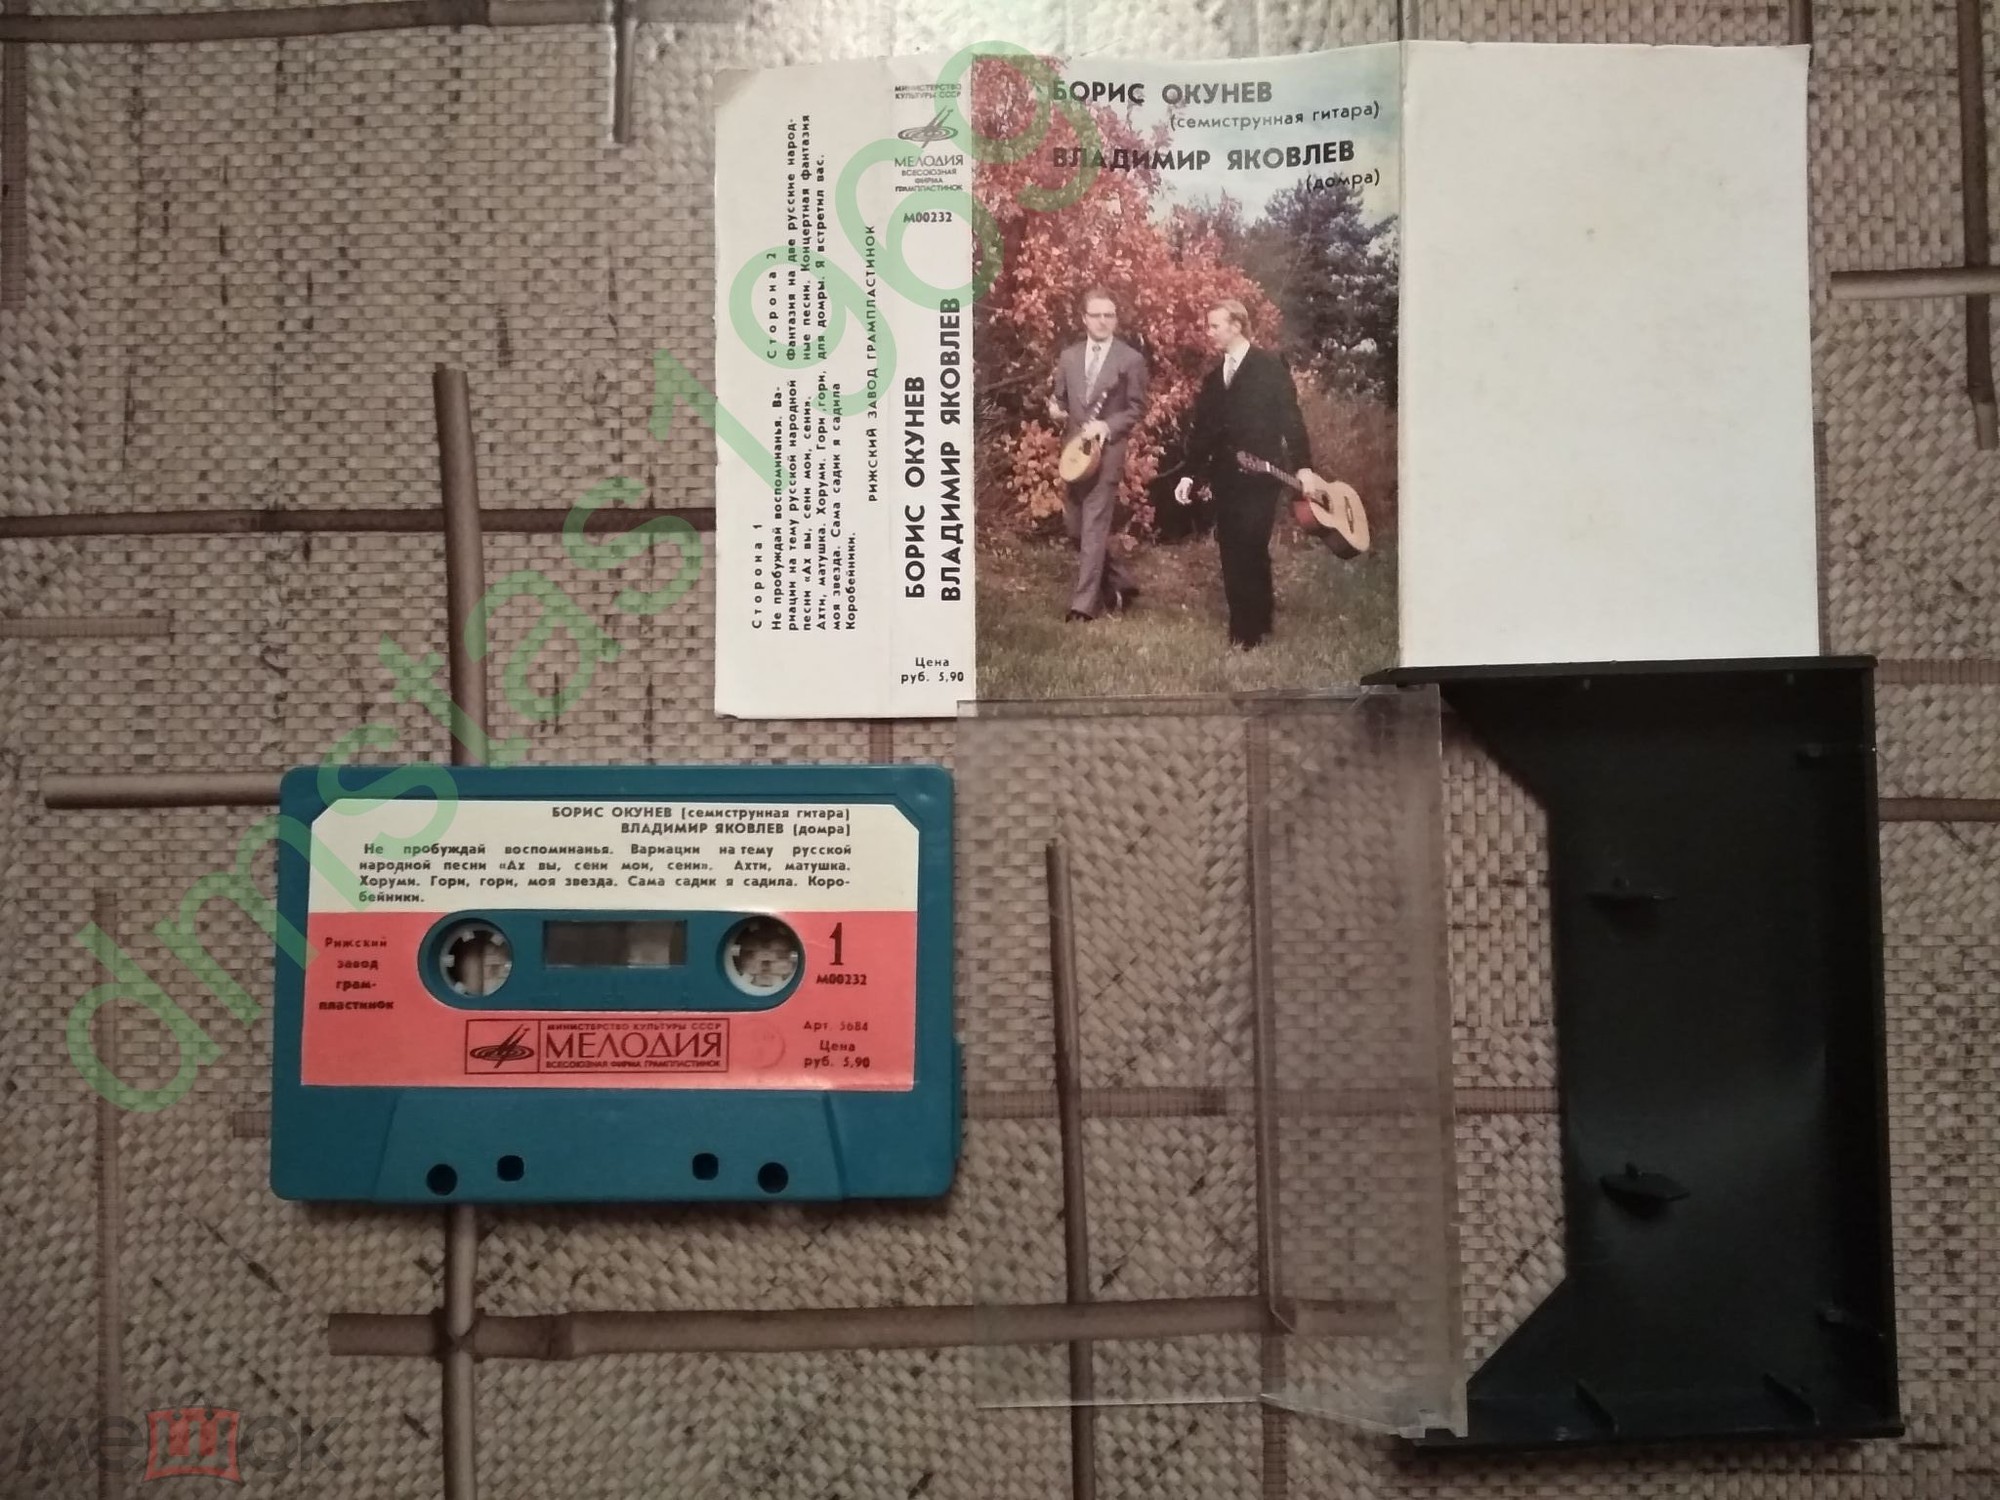 Сторона 1
Не пробуждай воспоминанья. Ва-
риации на тему русской народной
песни «Ах вы, сени мои, сени».
Ахти, матушка. Хоруми. Гори, гори,
моя звезда. Сама садик я садила
Коробейники.
Сторона 2
Фантазия на две русские народ-
ные песни. Концертная фантазия
для домры. Я встретил вас.
РИЖСКИЙ ЗАВОД ГРАМПЛАСТИНОК
МИНИСТЕРСТВО
КУЛЬТУРЫ СССР
МЕЛОДИЯ
ВСЕСОЮЗНАЯ
ФИРМА
ГРАМПЛАСТИНОК
М00232
БОРИС ОКУНЕВ
ВЛАДИМИР ЯКОВЛЕВ
Цена
руб. 5,90
БОРИС ОКУНЕВ
(семиструнная гитара)
ВЛАДИМИР ЯКОВЛЕВ
(домра)
БОРИС ОКУНЕВ (семиструнная гитара)
ВЛАДИМИР ЯКОВЛЕВ (домра)
Не пробуждай воспоминанья. Вариации на тему русской
народной песни «Ах вы, сени мои, сени». Ахти, матушка.
Хоруми. Гори, гори, моя звезда. Сама садик я садила. Коро-
бейники.
Рижский
завод
грам-
пластинок
1
М00232
МИНИСТЕРСТВО КУЛЬТУРЫ СССР
МЕЛОДИЯ
ВСЕСОЮЗНАЯ ФИРМА ГРАМПЛАСТИНОК
Арт. 5684
Цена
руб. 5,90
dmstas1969
мешок